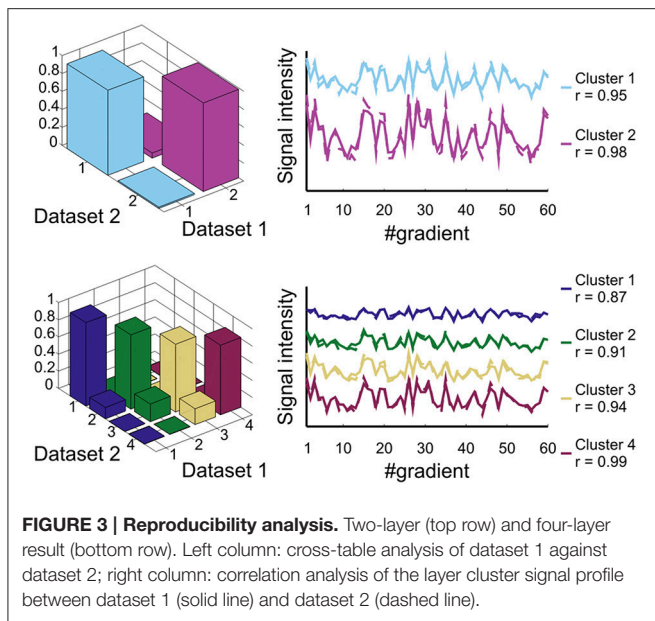 1
0.8
0.6
0.4
0.2
0
1
2
1
2
Dataset 2
Dataset 1
Signal intensity
1 10 20 30 40 50 60
#gradient
Cluster 1
r = 0.95
Cluster 2
r = 0.98
1
0.8
0.6
0.4
0.2
0
1
2
3
4
1
2
3
4
Dataset 2
Dataset 1
Signal intensity
1 10 20 30 40 50 60
#gradient
Cluster 1
r = 0.87
Cluster 2
r = 0.91
Cluster 3
r = 0.94
Cluster 4
r = 0.99
FIGURE 3 | Reproducibility analysis. Two-layer (top row) and four-layer
result (bottom row). Left column: cross-table analysis of dataset 1 against
dataset 2; right column: correlation analysis of the layer cluster signal profile
between dataset 1 (solid line) and dataset 2 (dashed line).